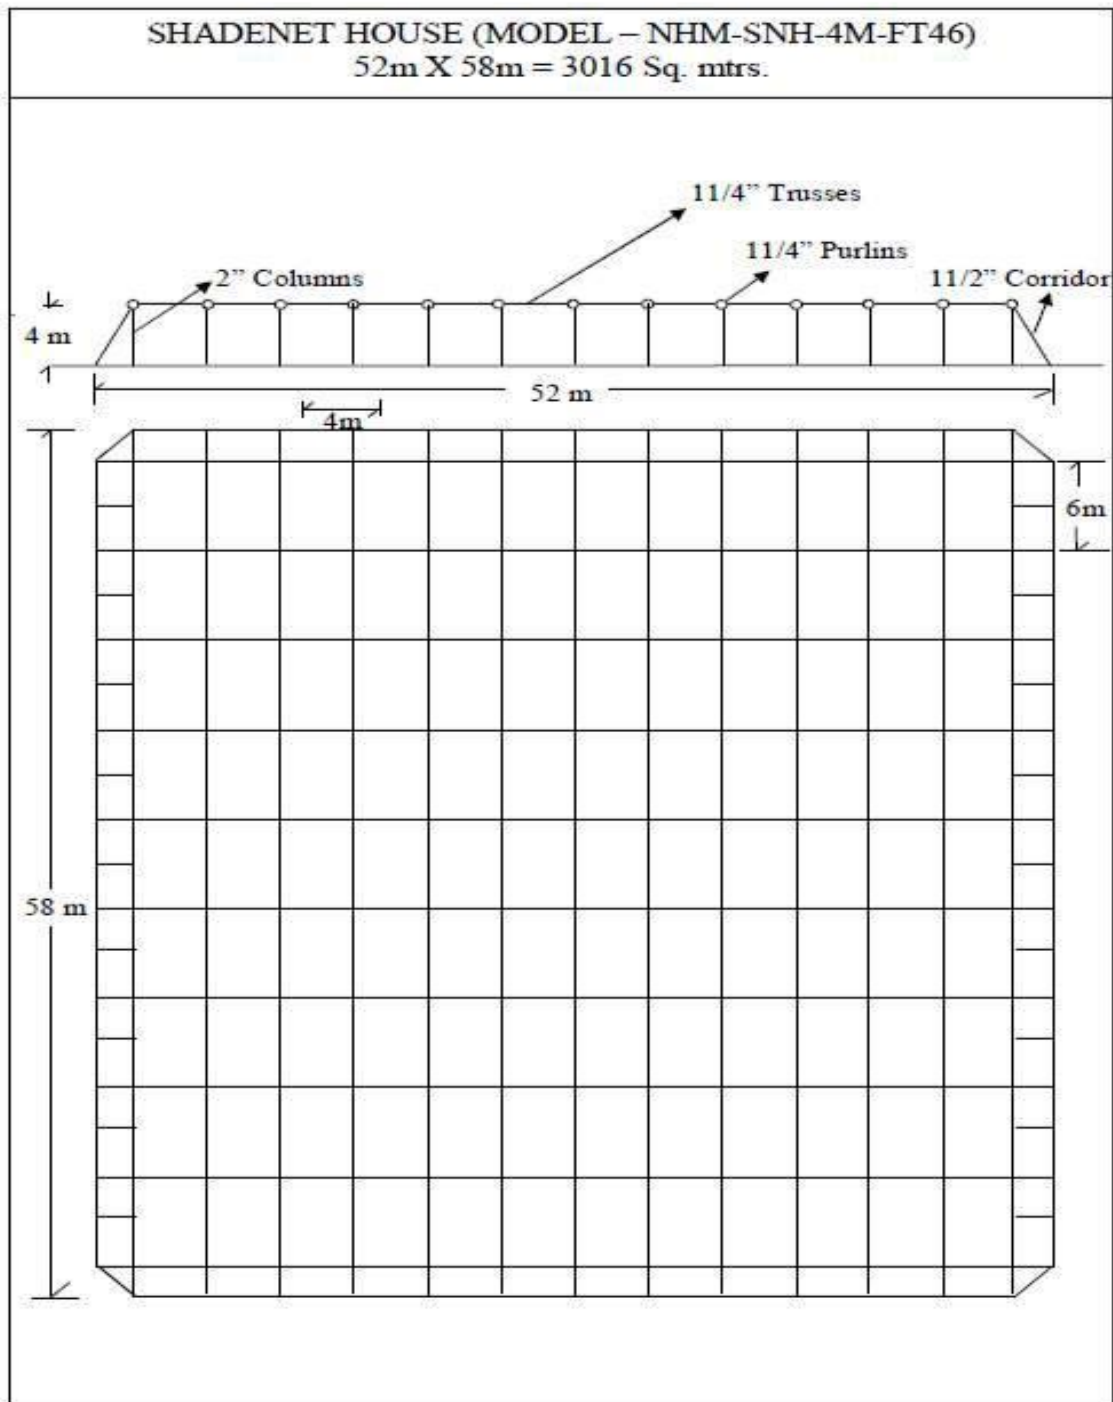 SHADENET HOUSE (MODEL – NHM-SNH-4M-FT46)
52m X 58m = 3016 Sq. mtrs.
11/4” Trusses
11/4” Purlins
2” Columns
11/2” Corridor
4 m
52 m
4m
6m
58 m